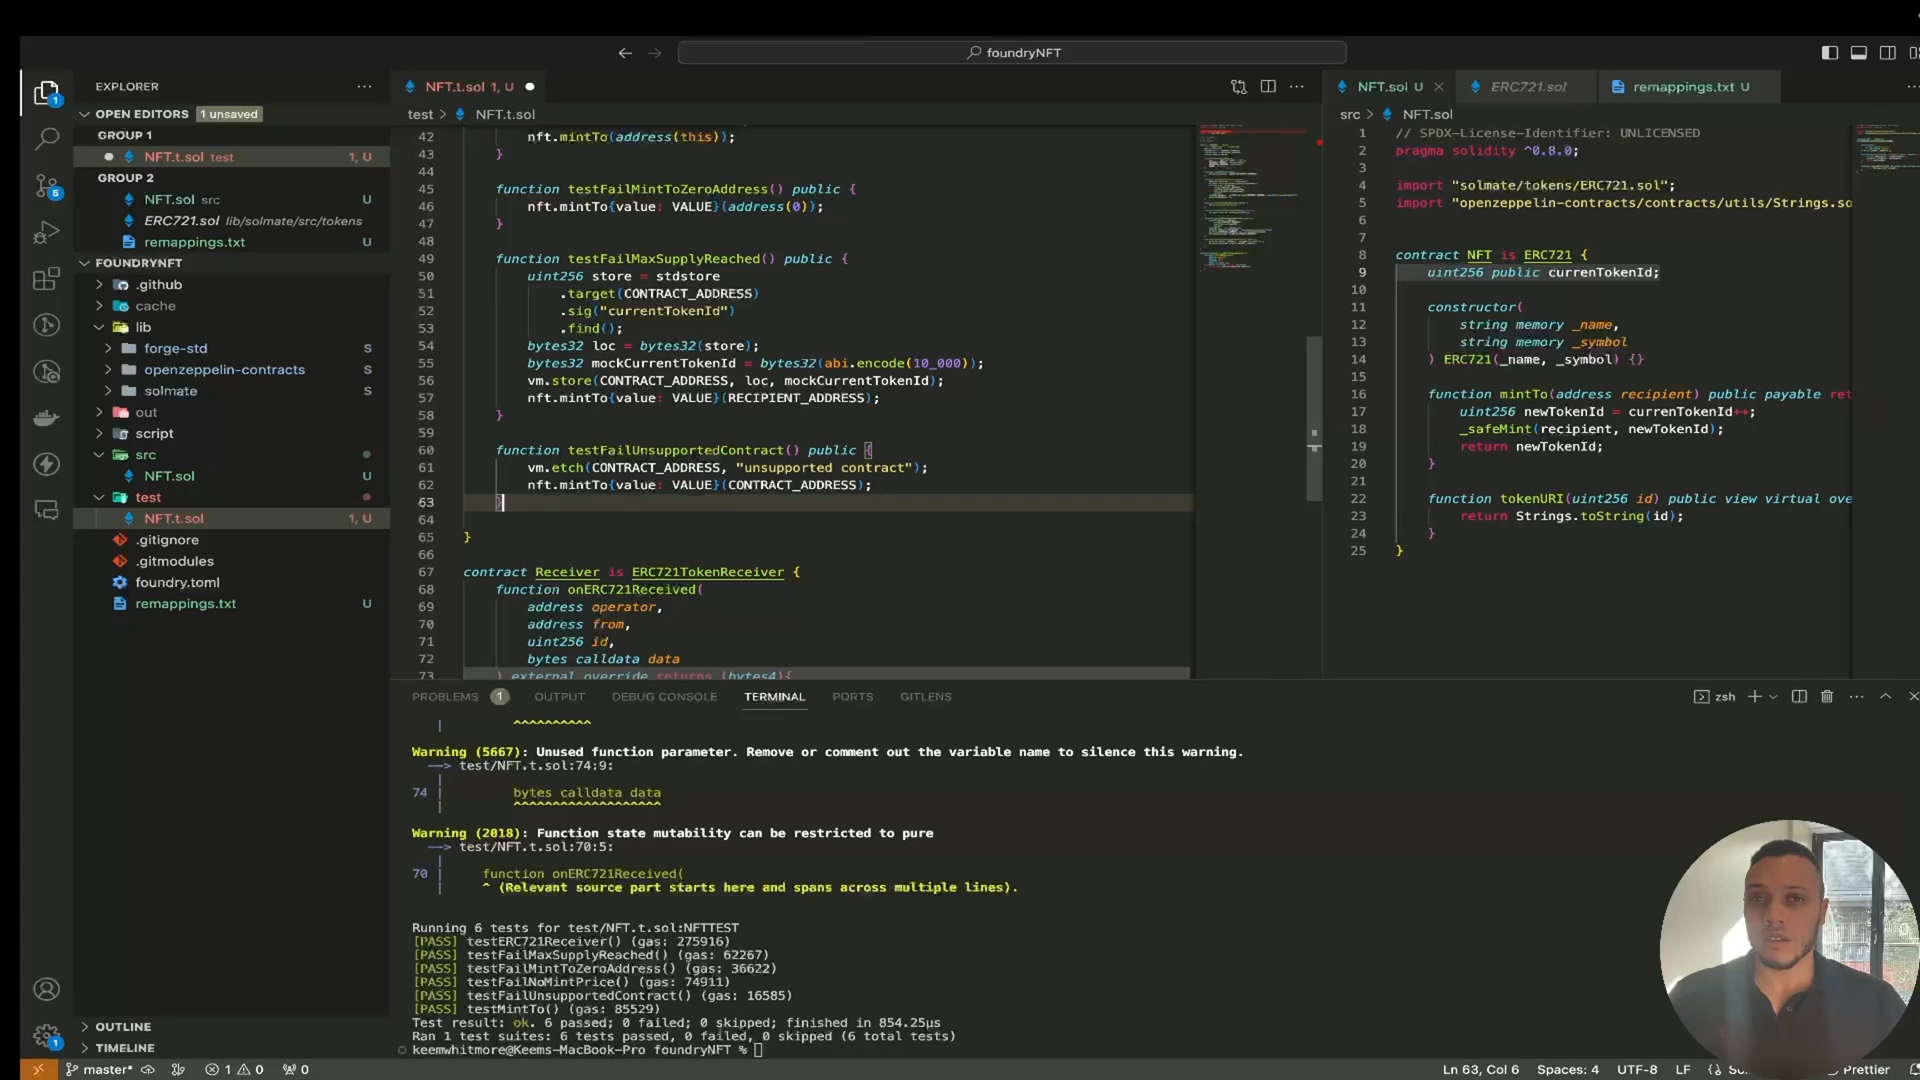 foundryNFT
EXPLORER
OPEN EDITORS 1 unsaved
GROUP 1
NFT.t.sol test 1, U
GROUP 2
NFT.sol src U
ERC721.sol lib/solmate/src/tokens
remappings.txt U
FOUNDRYNFT
.github
cache
lib
forge-std S
openzeppelin-contracts S
solmate S
out
script
src
NFT.sol U
test
NFT.t.sol 1, U
.gitignore
.gitmodules
foundry.toml
remappings.txt U
OUTLINE
TIMELINE
NFT.t.sol 1, U
test > NFT.t.sol
42 nft.mintTo(address(this));
43 }
44
45 function testFailMintToZeroAddress() public {
46 nft.mintTo{value: VALUE}(address(0));
47 }
48
49 function testFailMaxSupplyReached() public {
50 uint256 store = stdstore
51 .target(CONTRACT_ADDRESS)
52 .sig("currentTokenId")
53 .find();
54 bytes32 loc = bytes32(store);
55 bytes32 mockCurrentTokenId = bytes32(abi.encode(10_000));
56 vm.store(CONTRACT_ADDRESS, loc, mockCurrentTokenId);
57 nft.mintTo{value: VALUE}(RECIPIENT_ADDRESS);
58 }
59
60 function testFailUnsupportedContract() public {
61 vm.etch(CONTRACT_ADDRESS, "unsupported contract");
62 nft.mintTo{value: VALUE}(CONTRACT_ADDRESS);
63 }
64
65 }
66
67 contract Receiver is ERC721TokenReceiver {
68 function onERC721Received(
69 address operator,
70 address from,
71 uint256 id,
72 bytes calldata data
73 ) external override returns (bytes4){
NFT.sol U
ERC721.sol
remappings.txt U
src > NFT.sol
1 // SPDX-License-Identifier: UNLICENSED
2 pragma solidity ^0.8.0;
3
4 import "solmate/tokens/ERC721.sol";
5 import "openzeppelin-contracts/contracts/utils/Strings.so
6
7
8 contract NFT is ERC721 {
9 uint256 public currenTokenId;
10
11 constructor(
12 string memory _name,
13 string memory _symbol
14 ) ERC721(_name, _symbol) {}
15
16 function mintTo(address recipient) public payable ret
17 uint256 newTokenId = currenTokenId++;
18 _safeMint(recipient, newTokenId);
19 return newTokenId;
20 }
21
22 function tokenURI(uint256 id) public view virtual ove
23 return Strings.toString(id);
24 }
25 }
PROBLEMS 1 OUTPUT DEBUG CONSOLE TERMINAL PORTS GITLENS
zsh
| ^^^^^^^^^^
Warning (5667): Unused function parameter. Remove or comment out the variable name to silence this warning.
--> test/NFT.t.sol:74:9:
|
74 | bytes calldata data
| ^^^^^^^^^^^^^^^^^^^
Warning (2018): Function state mutability can be restricted to pure
--> test/NFT.t.sol:70:5:
|
70 | function onERC721Received(
| ^ (Relevant source part starts here and spans across multiple lines).
Running 6 tests for test/NFT.t.sol:NFTTEST
[PASS] testERC721Receiver() (gas: 275916)
[PASS] testFailMaxSupplyReached() (gas: 62267)
[PASS] testFailMintToZeroAddress() (gas: 36622)
[PASS] testFailNoMintPrice() (gas: 74911)
[PASS] testFailUnsupportedContract() (gas: 16585)
[PASS] testMintTo() (gas: 85529)
Test result: ok. 6 passed; 0 failed; 0 skipped; finished in 854.25µs
Ran 1 test suites: 6 tests passed, 0 failed, 0 skipped (6 total tests)
keemwhitmore@Keems-MacBook-Pro foundryNFT %
master* 1 0 0
Ln 63, Col 6 Spaces: 4 UTF-8 LF {} Prettier